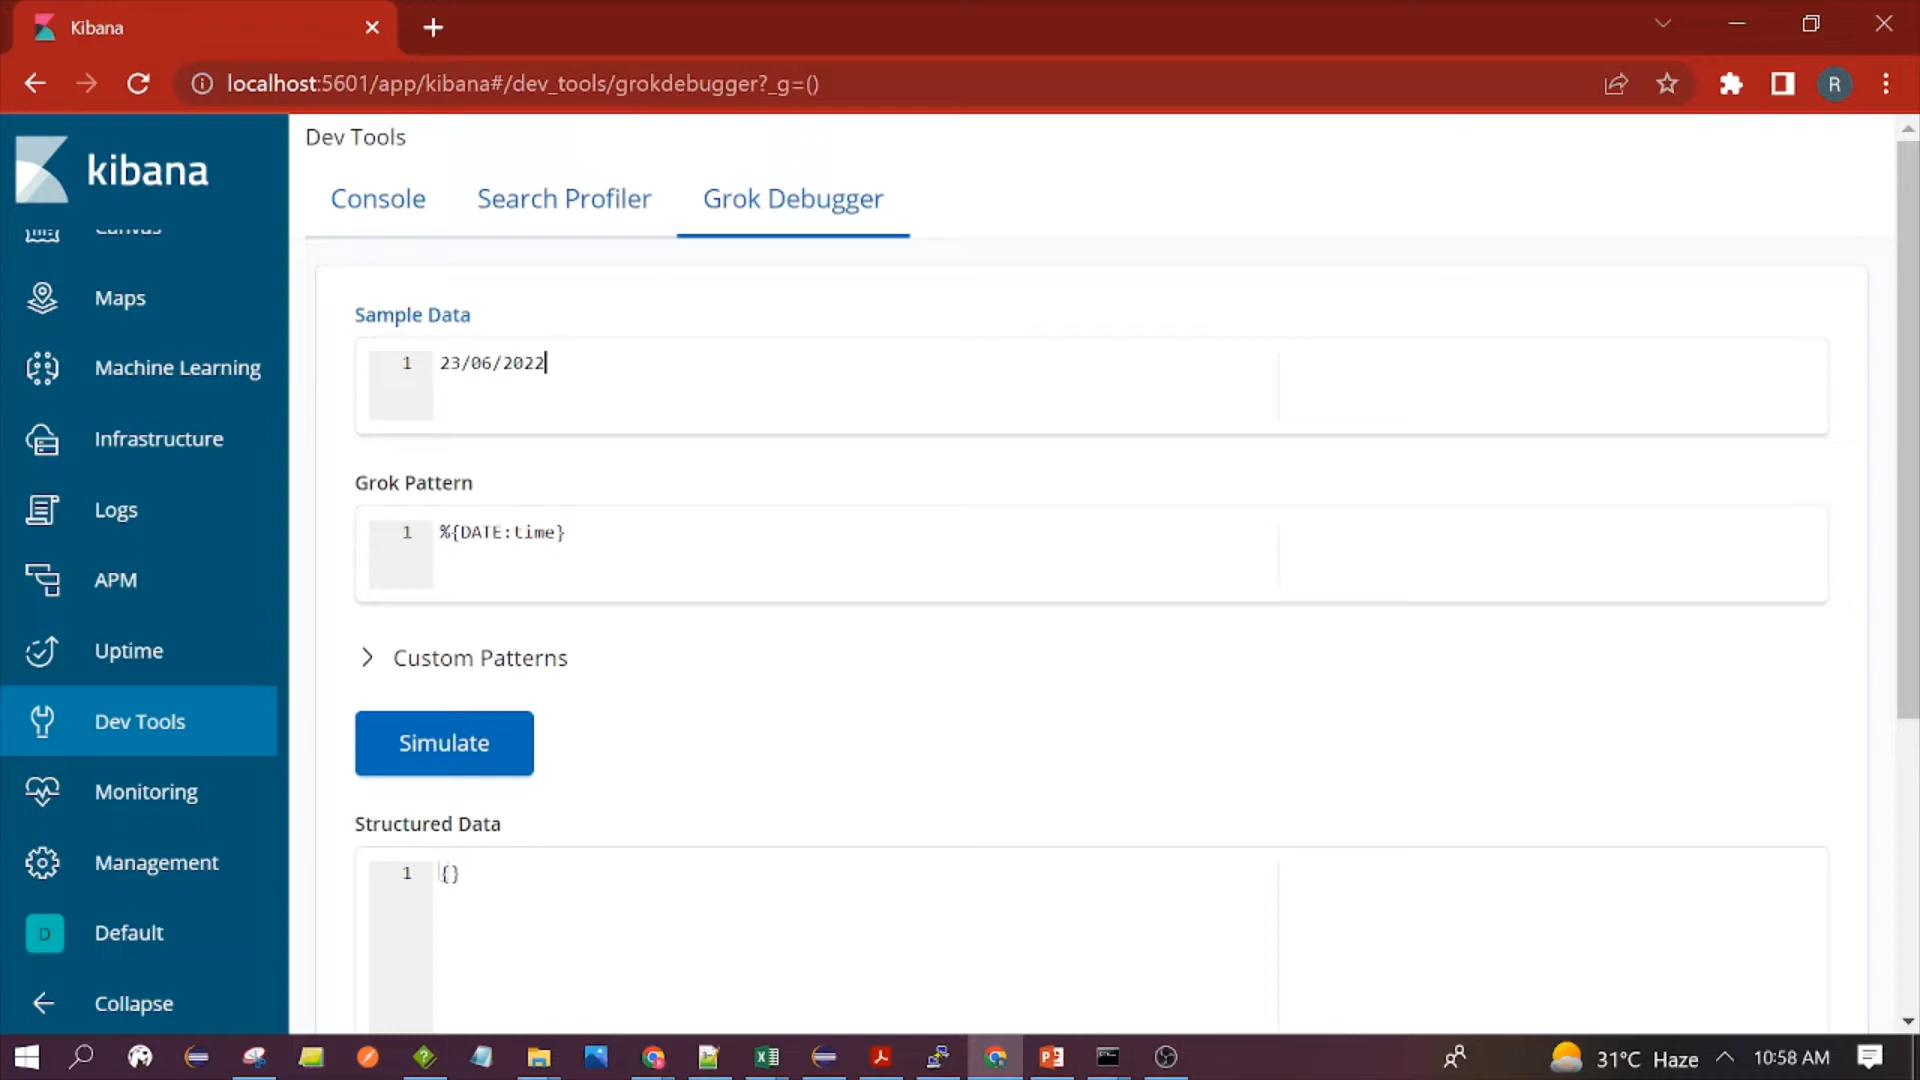 Kibana
localhost:5601/app/kibana#/dev_tools/grokdebugger?_g=()
R
kibana
Dev Tools
Console
Search Profiler
Grok Debugger
Canvas
Maps
Machine Learning
Infrastructure
Logs
APM
Uptime
Dev Tools
Monitoring
Management
D
Default
Collapse
Sample Data
1
23/06/2022
Grok Pattern
1
%{DATE:time}
Custom Patterns
Simulate
Structured Data
1
{}
31°C Haze
10:58 AM